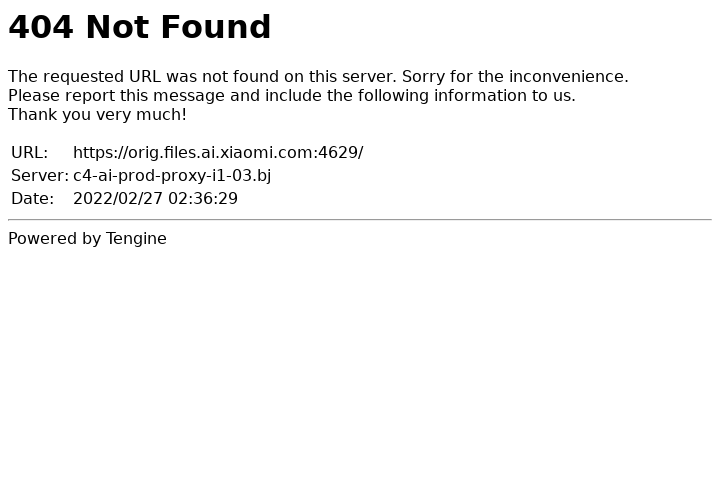 404 Not Found
The requested URL was not found on this server. Sorry for the inconvenience.
Please report this message and include the following information to us.
Thank you very much!
URL: https://orig.files.ai.xiaomi.com:4629/
Server: c4-ai-prod-proxy-i1-03.bj
Date: 2022/02/27 02:36:29
Powered by Tengine